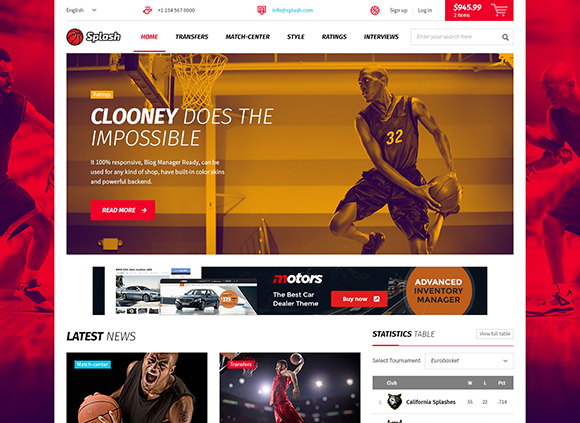 English
+1 234 567 8900
info@splash.com
Sign up
Log in
$945.99
2 items
Splash
HOME
TRANSFERS
MATCH-CENTER
STYLE
RATINGS
INTERVIEWS
Enter your search here
Ratings
CLOONEY DOES THE
IMPOSSIBLE
It 100% responsive, Blog Manager Ready, can be
used for any kind of shop, have built-in color skins
and powerful backend.
READ MORE
32
motors
The Best Car
Dealer Theme
Buy now
ADVANCED
INVENTORY
MANAGER
LATEST NEWS
STATISTICS TABLE
View full table
Select Tournament
Eurobasket
Match-center
Transfers
Club
W
L
Pct
1.
California Splashes
55
22
.714